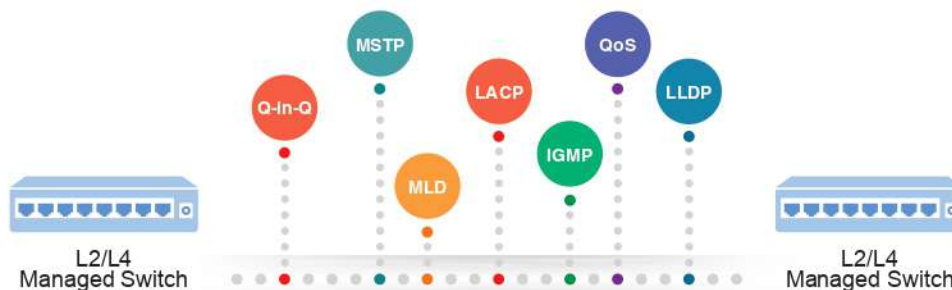 MSTP
QoS
Q-In-Q
LACP
LLDP
IGMP
MLD
L2/L4
Managed Switch
L2/L4
Managed Switch